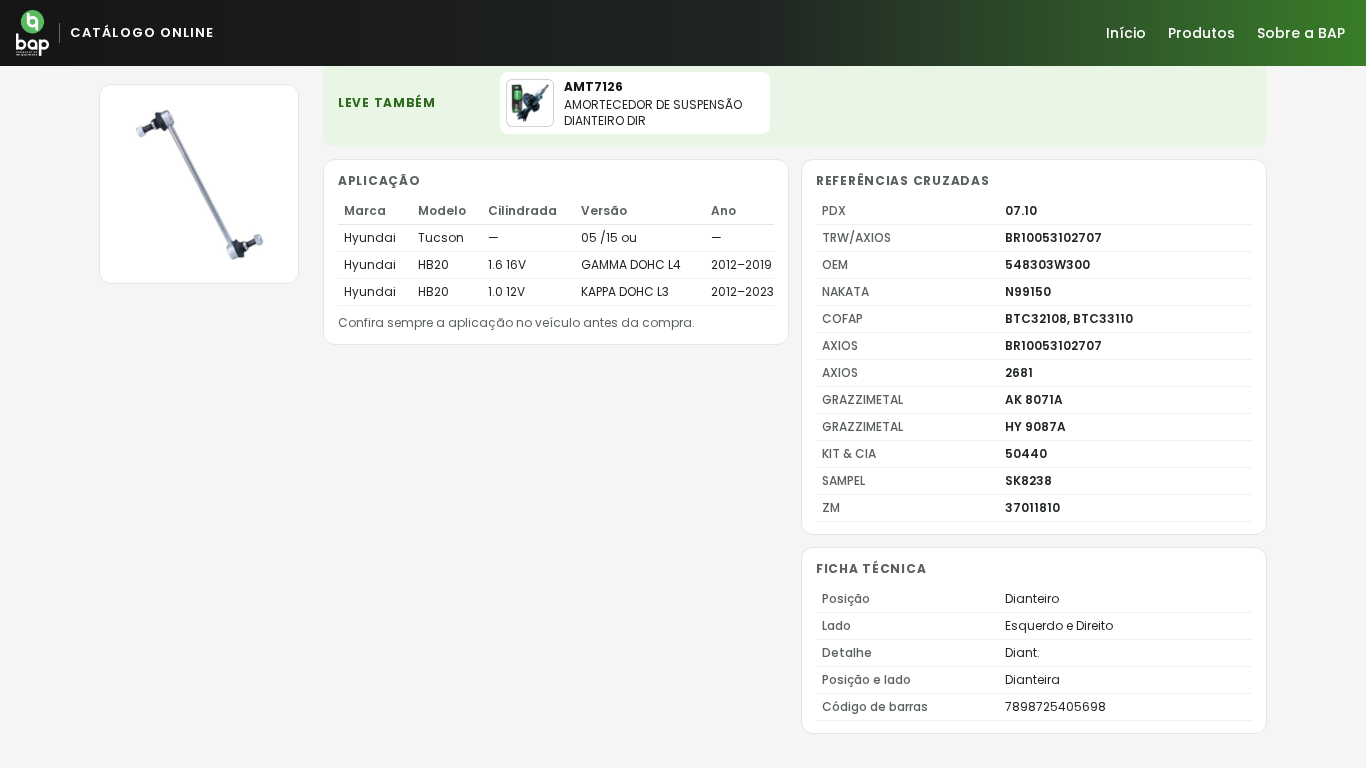 bap
CATÁLOGO ONLINE
Início
Produtos
Sobre a BAP
LEVE TAMBÉM
AMT7126
AMORTECEDOR DE SUSPENSÃO
DIANTEIRO DIR
APLICAÇÃO
Marca Modelo Cilindrada Versão Ano
Hyundai Tucson — 05 /15 ou —
Hyundai HB20 1.6 16V GAMMA DOHC L4 2012–2019
Hyundai HB20 1.0 12V KAPPA DOHC L3 2012–2023
Confira sempre a aplicação no veículo antes da compra.
REFERÊNCIAS CRUZADAS
PDX 07.10
TRW/AXIOS BR10053102707
OEM 548303W300
NAKATA N99150
COFAP BTC32108, BTC33110
AXIOS BR10053102707
AXIOS 2681
GRAZZIMETAL AK 8071A
GRAZZIMETAL HY 9087A
KIT & CIA 50440
SAMPEL SK8238
ZM 37011810
FICHA TÉCNICA
Posição Dianteiro
Lado Esquerdo e Direito
Detalhe Diant.
Posição e lado Dianteira
Código de barras 7898725405698